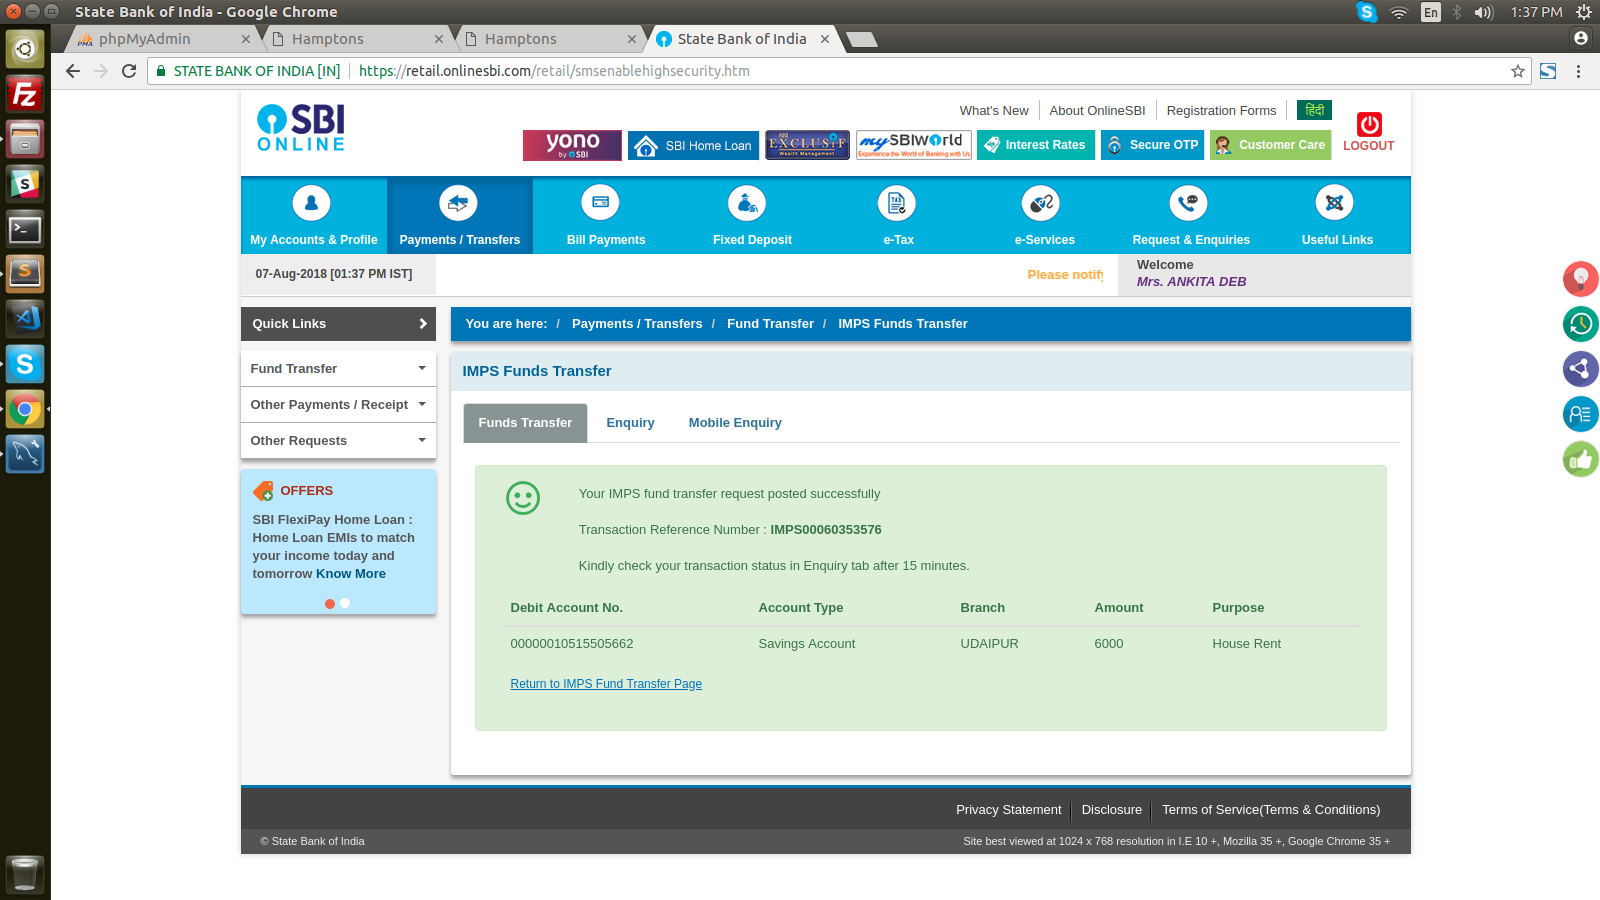 State Bank of India - Google Chrome
En
1:37 PM
phpMyAdmin
Hamptons
Hamptons
State Bank of India
STATE BANK OF INDIA [IN]
https://retail.onlinesbi.com/retail/smsenablehighsecurity.htm
SBI
ONLINE
What's New
About OnlineSBI
Registration Forms
हिंदी
LOGOUT
yono
by SBI
SBI Home Loan
SBI
EXCLUSIF
Wealth Management
mySBIWorld
Experience the World of Banking with Us
Interest Rates
Secure OTP
Customer Care
My Accounts & Profile
Payments / Transfers
Bill Payments
Fixed Deposit
e-Tax
e-Services
Request & Enquiries
Useful Links
07-Aug-2018 [01:37 PM IST]
Please notify
Welcome
Mrs. ANKITA DEB
Quick Links
You are here: / Payments / Transfers / Fund Transfer / IMPS Funds Transfer
Fund Transfer
Other Payments / Receipt
Other Requests
OFFERS
SBI FlexiPay Home Loan :
Home Loan EMIs to match
your income today and
tomorrow Know More
IMPS Funds Transfer
Funds Transfer
Enquiry
Mobile Enquiry
Your IMPS fund transfer request posted successfully
Transaction Reference Number : IMPS00060353576
Kindly check your transaction status in Enquiry tab after 15 minutes.
Debit Account No. Account Type Branch Amount Purpose
00000010515505662 Savings Account UDAIPUR 6000 House Rent
Return to IMPS Fund Transfer Page
Privacy Statement
Disclosure
Terms of Service(Terms & Conditions)
© State Bank of India
Site best viewed at 1024 x 768 resolution in I.E 10 +, Mozilla 35 +, Google Chrome 35 +